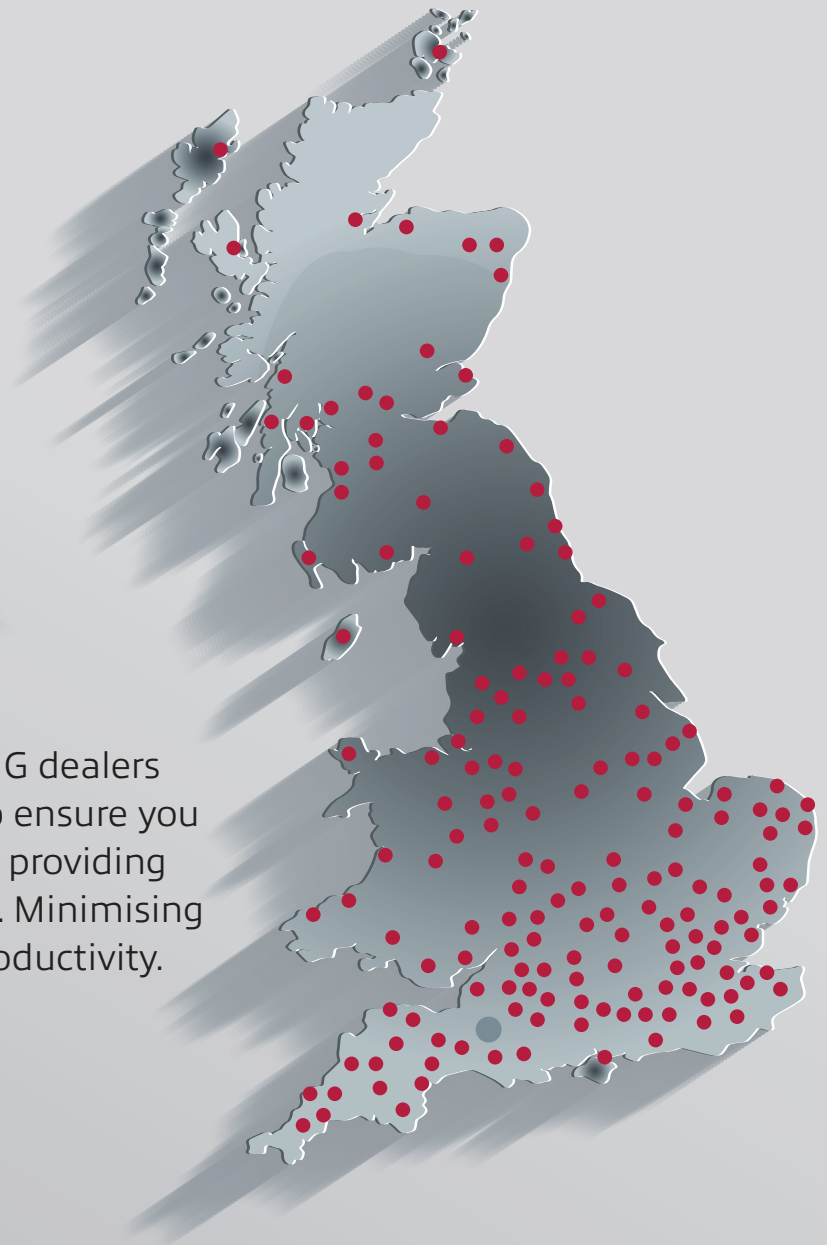 G dealers
o ensure you
providing
. Minimising
oductivity.